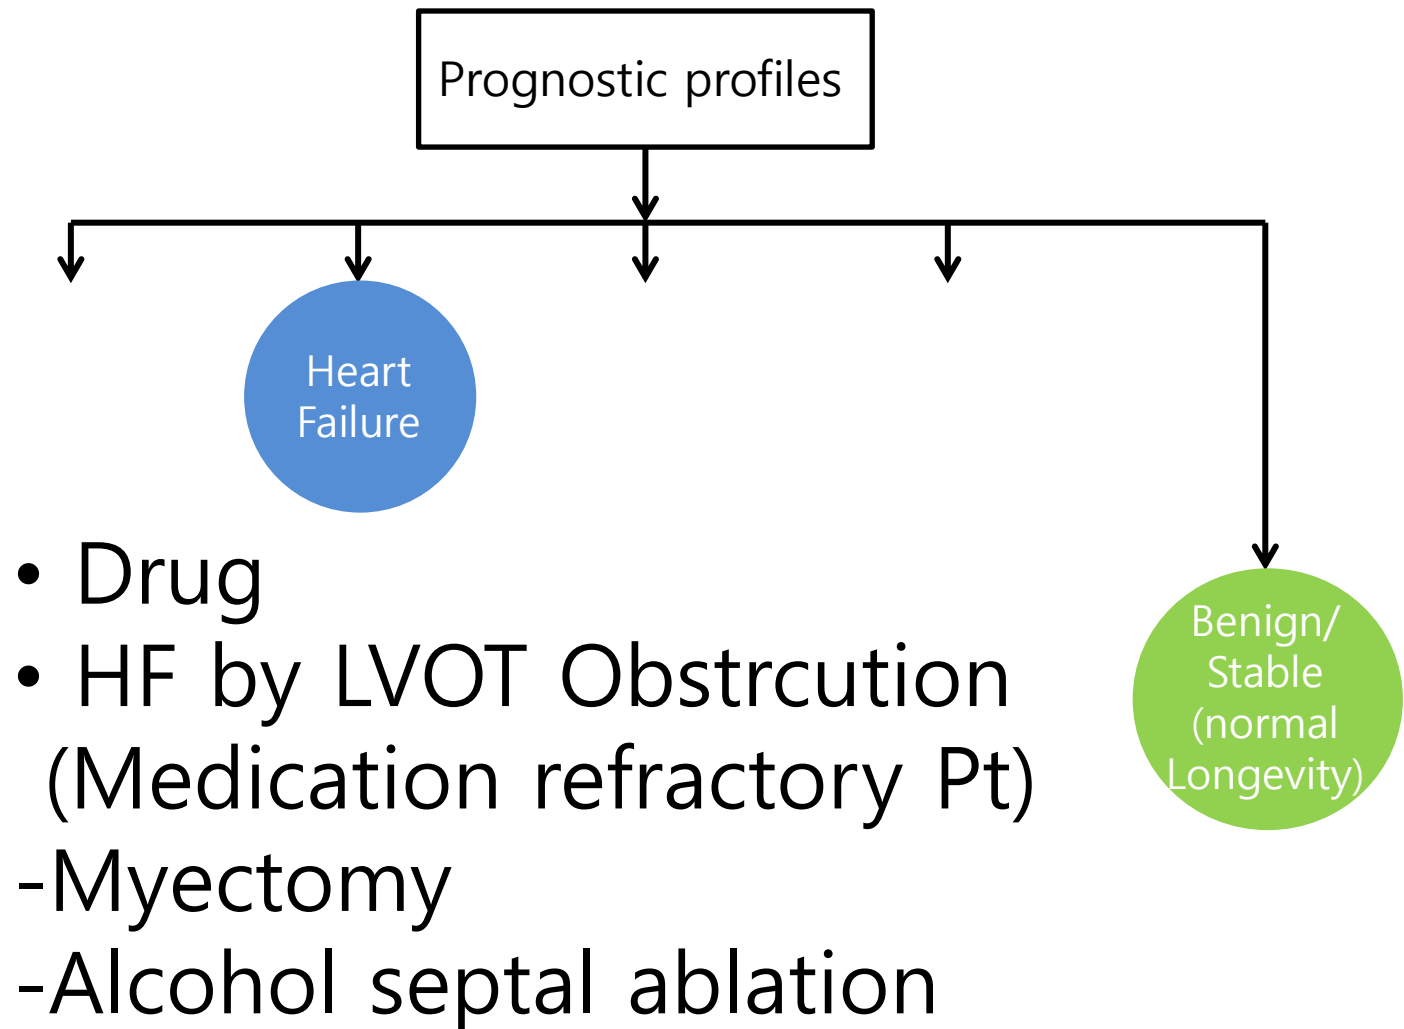 Prognostic profiles
Heart
Failure
• Drug
• HF by LVOT Obstrcution
(Medication refractory Pt)
-Myectomy
-Alcohol septal ablation
Benign/
Stable
(normal
Longevity)